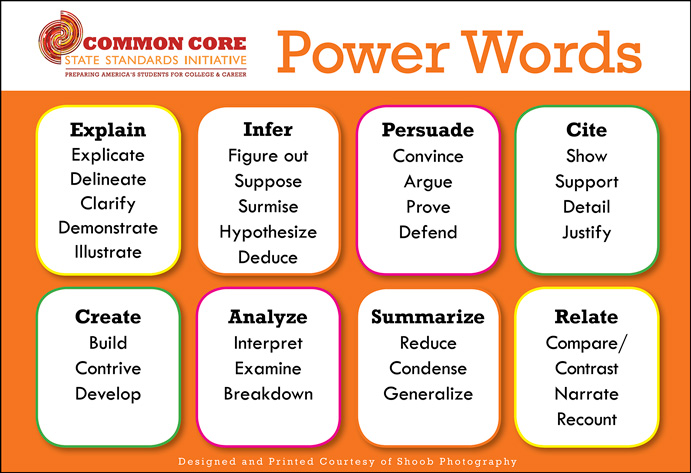 COMMON CORE
STATE STANDARDS INITIATIVE
PREPARING AMERICA'S STUDENTS FOR COLLEGE & CAREER
Power Words
Explain
Explicate
Delineate
Clarify
Demonstrate
Illustrate
Infer
Figure out
Suppose
Surmise
Hypothesize
Deduce
Persuade
Convince
Argue
Prove
Defend
Cite
Show
Support
Detail
Justify
Create
Build
Contrive
Develop
Analyze
Interpret
Examine
Breakdown
Summarize
Reduce
Condense
Generalize
Relate
Compare/
Contrast
Narrate
Recount
Designed and Printed Courtesy of Shoob Photography